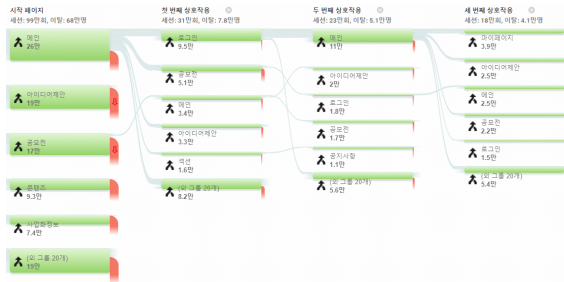 시작 페이지
세션: 99만회, 이탈: 68만명
메인
26만
아이디어제안
19만
공모전
17만
콘텐츠
9.3만
사업화정보
7.4만
(외 그룹 20개)
19만
첫 번째 상호작용
세션: 31만회, 이탈: 7.8만명
로그인
9.5만
공모전
5.1만
메인
3.4만
아이디어제안
3.3만
옥션
1.6만
(외 그룹 20개)
8.2만
두 번째 상호작용
세션: 23만회, 이탈: 5.1만명
메인
11만
아이디어제안
2만
로그인
1.8만
공모전
1.7만
공지사항
1.1만
(외 그룹 20개)
5.6만
세 번째 상호작용
세션: 18만회, 이탈: 4.1만명
마이페이지
3.9만
아이디어제안
2.5만
메인
2.5만
공모전
2.2만
로그인
1.5만
(외 그룹 20개)
5.4만